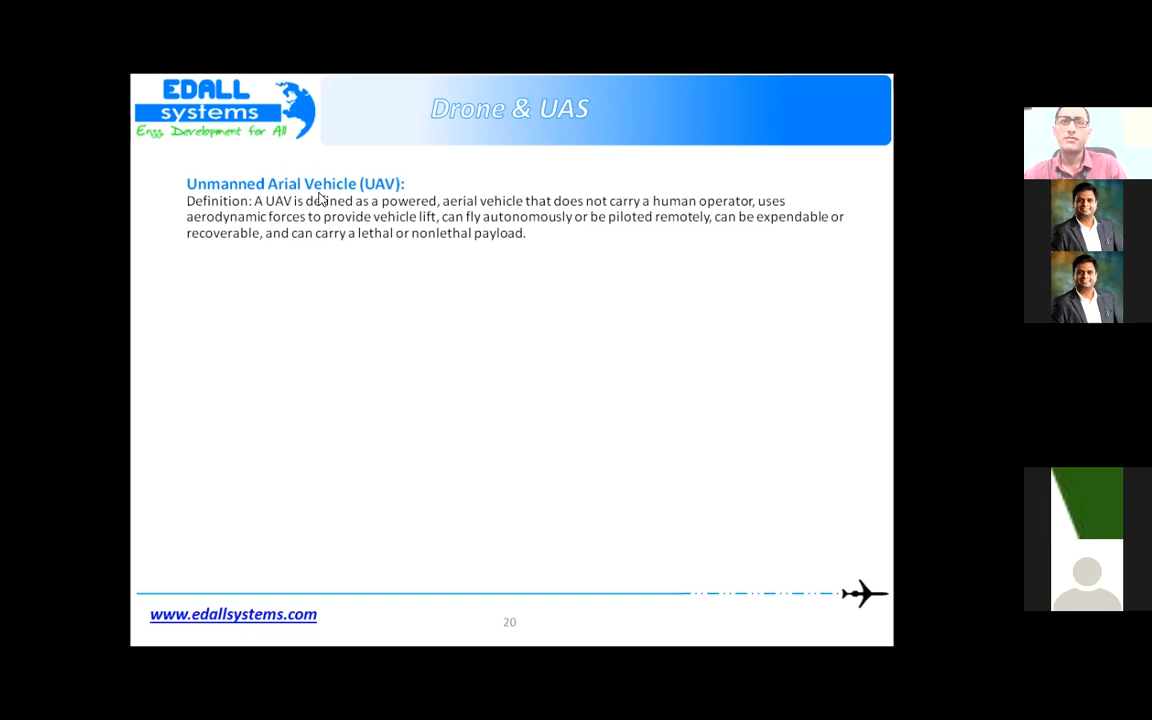 EDALL
systems
Engg Development for All
Drone & UAS
Unmanned Arial Vehicle (UAV):
Definition: A UAV is defined as a powered, aerial vehicle that does not carry a human operator, uses
aerodynamic forces to provide vehicle lift, can fly autonomously or be piloted remotely, can be expendable or
recoverable, and can carry a lethal or nonlethal payload.
www.edallsystems.com
20